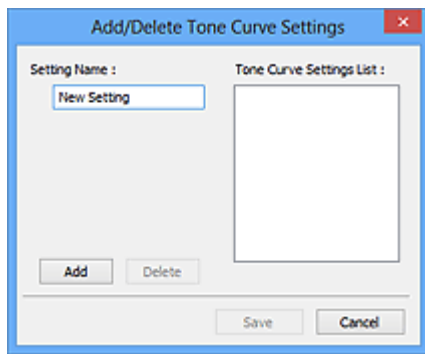 Add/Delete Tone Curve Settings
Setting Name :
New Setting
Tone Curve Settings List :
Add
Delete
Save
Cancel